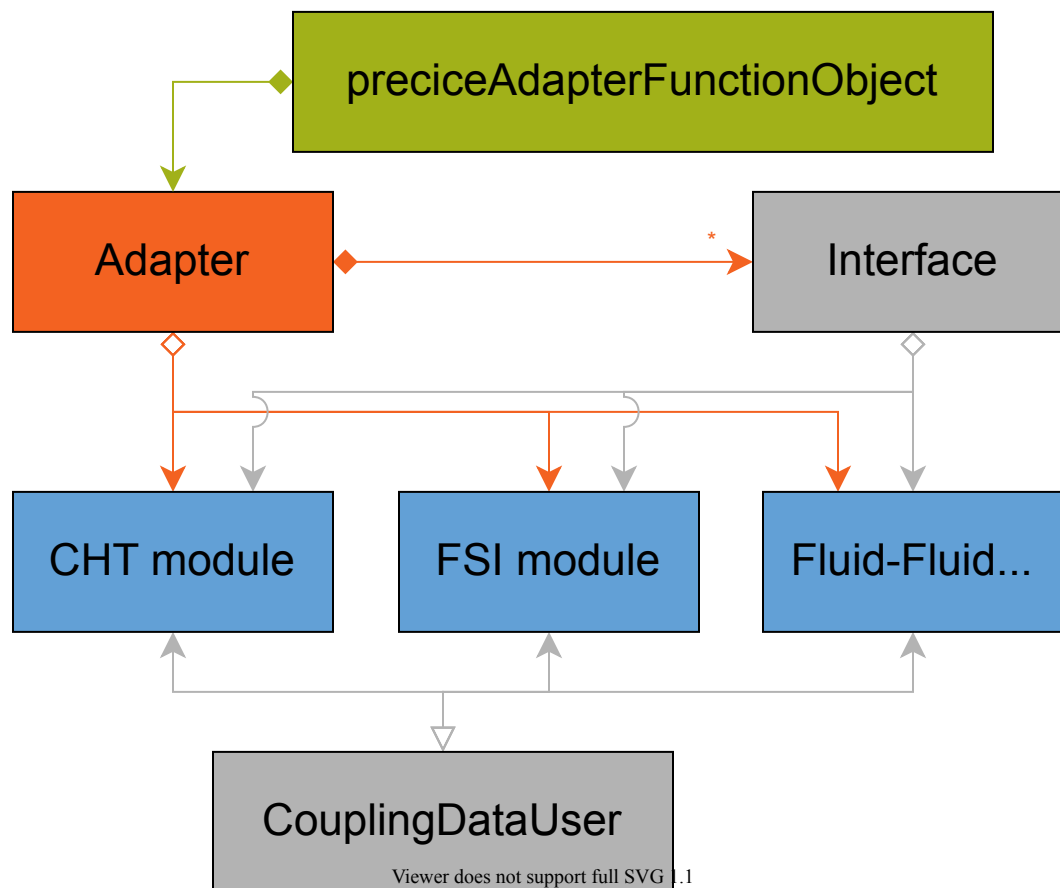 preciceAdapterFunctionObject
Adapter
*
Interface
CHT module
FSI module
Fluid-Fluid...
CouplingDataUser
Viewer does not support full SVG 1.1